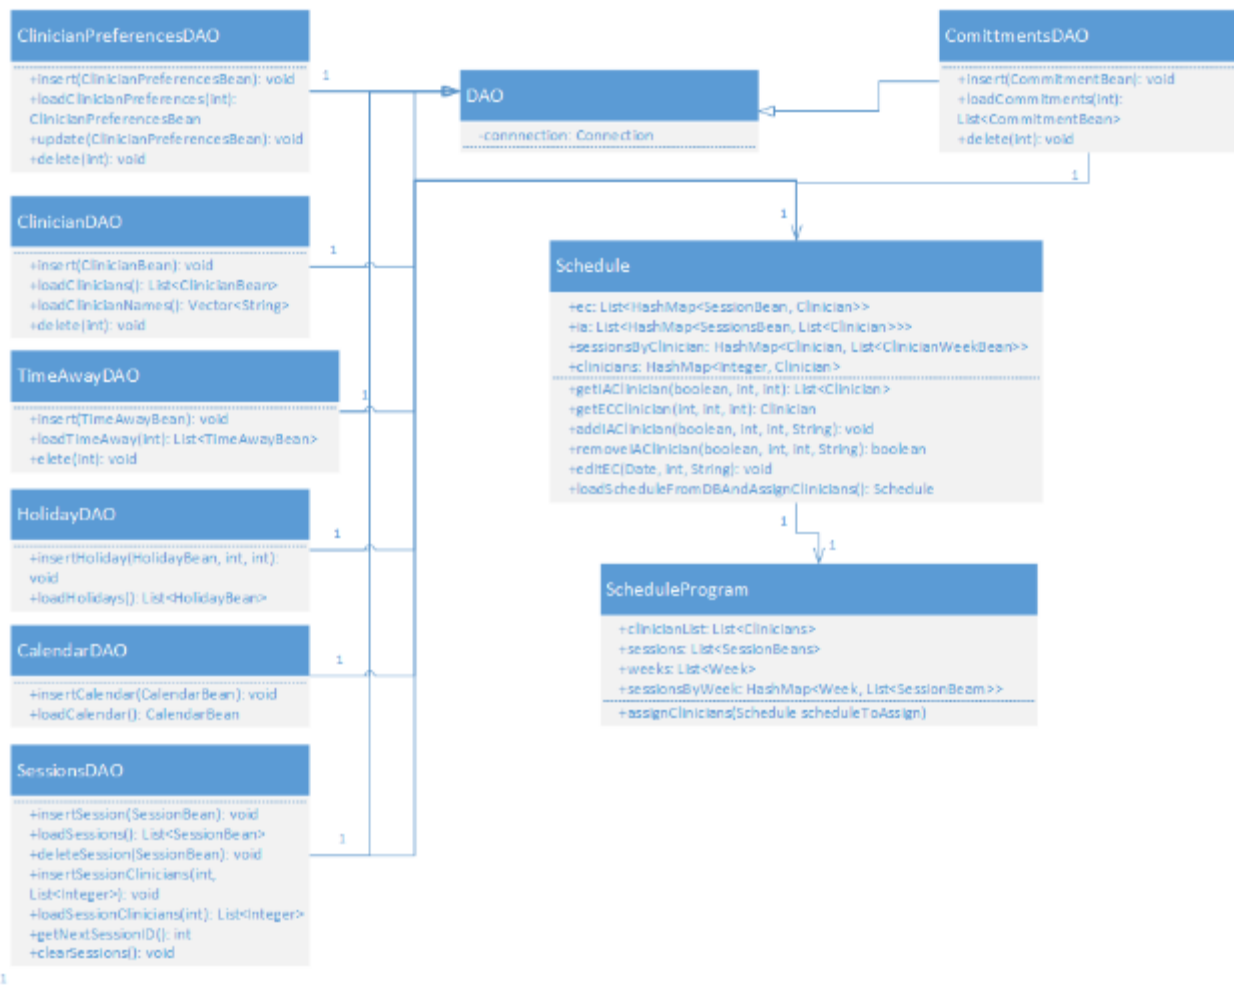 ClinicianPreferencesDAO
+insert(ClinicianPreferencesBean): void
+loadClinicianPreferences(int):
ClinicianPreferencesBean
+update(ClinicianPreferencesBean): void
+delete(int): void
1
DAO
-connnection: Connection
ComittmentsDAO
+insert(CommitmentBean): void
+loadCommitments(int):
List<CommitmentBean>
+delete(int): void
1
ClinicianDAO
+insert(ClinicianBean): void
+loadClinicians(): List<ClinicianBean>
+loadClinicianNames(): Vector<String>
+delete(int): void
1
1
Schedule
+ec: List<HashMap<SessionBean, Clinician>>
+ia: List<HashMap<SessionsBean, List<Clinician>>>
+sessionsByClinician: HashMap<Clinician, List<ClinicianWeekBean>>
+clinicians: HashMap<Integer, Clinician>
+getIAClinician(boolean, int, int): List<Clinician>
+getECClinician(int, int, int): Clinician
+addIAClinician(boolean, int, int, String): void
+removeIAClinician(boolean, int, int, String): boolean
+editEC(Date, int, String): void
+loadScheduleFromDBAndAssignClinicians(): Schedule
1
1
TimeAwayDAO
+insert(TimeAwayBean): void
+loadTimeAway(int): List<TimeAwayBean>
+elete(int): void
1
HolidayDAO
+insertHoliday(HolidayBean, int, int):
void
+loadHolidays(): List<HolidayBean>
1
ScheduleProgram
+clinicianList: List<Clinicians>
+sessions: List<SessionBeans>
+weeks: List<Week>
+sessionsByWeek: HashMap<Week, List<SessionBeam>>
+assignClinicians(Schedule scheduleToAssign)
CalendarDAO
+insertCalendar(CalendarBean): void
+loadCalendar(): CalendarBean
1
SessionsDAO
+insertSession(SessionBean): void
+loadSessions(): List<SessionBean>
+deleteSession(SessionBean): void
+insertSessionClinicians(int,
List<Integer>): void
+loadSessionClinicians(int): List<Integer>
+getNextSessionID(): int
+clearSessions(): void
1
1